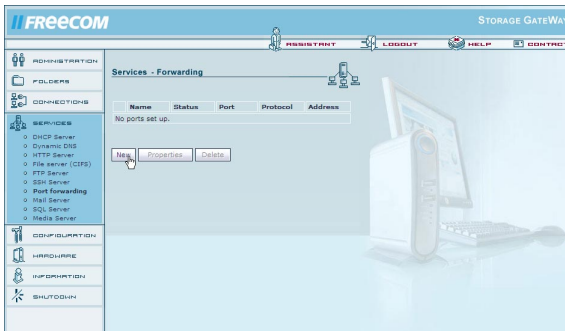 FREECOM
STORAGE GATEWA
ASSISTANT LOGOUT HELP CONTACT
ADMINISTRATION
FOLDERS
CONNECTIONS
SERVICES
DHCP Server
Dynamic DNS
HTTP Server
File server (CIFS)
FTP Server
SSH Server
Port forwarding
Mail Server
SQL Server
Media Server
CONFIGURATION
HARDWARE
INFORMATION
SHUTDOWN
Services - Forwarding
Name Status Port Protocol Address
No ports set up.
New Properties Delete